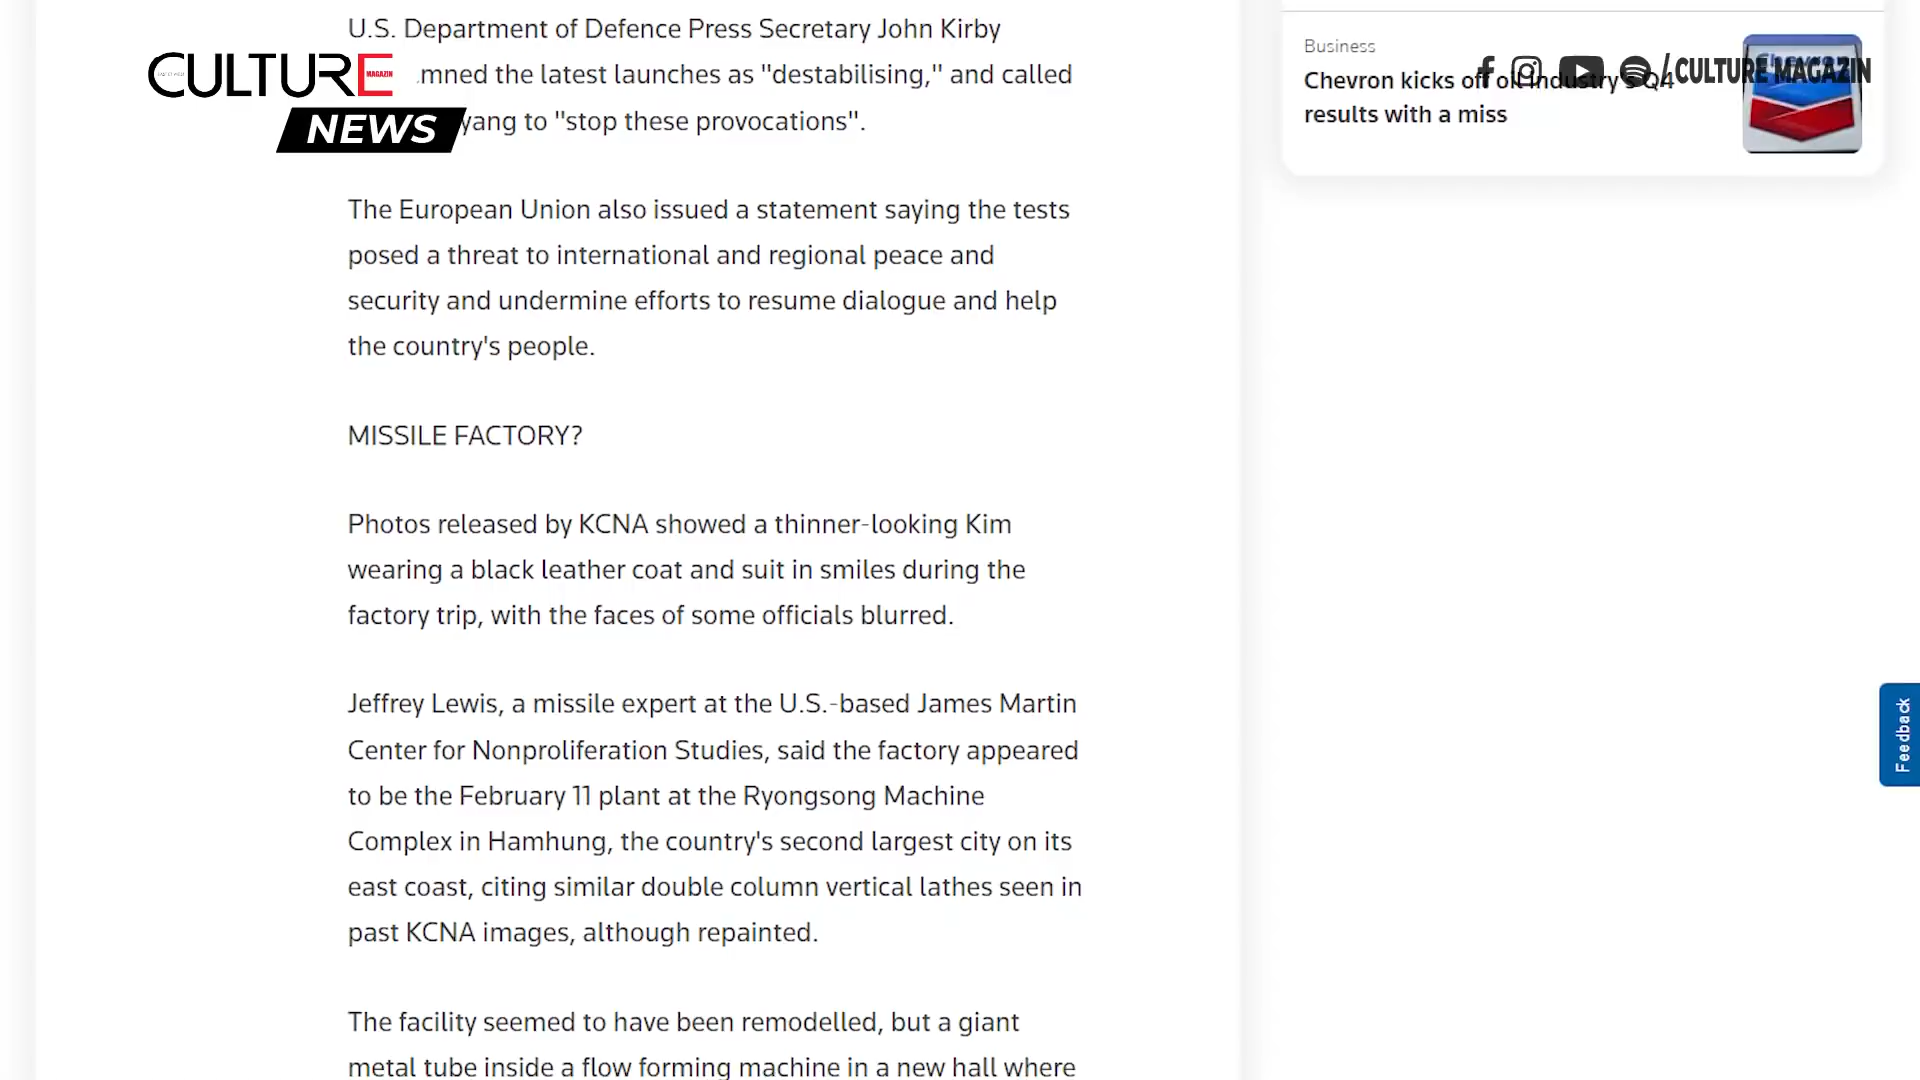 U.S. Department of Defence Press Secretary John Kirby
mned the latest launches as "destabilising," and called
yang to "stop these provocations".
The European Union also issued a statement saying the tests
posed a threat to international and regional peace and
security and undermine efforts to resume dialogue and help
the country's people.
MISSILE FACTORY?
Photos released by KCNA showed a thinner-looking Kim
wearing a black leather coat and suit in smiles during the
factory trip, with the faces of some officials blurred.
Jeffrey Lewis, a missile expert at the U.S.-based James Martin
Center for Nonproliferation Studies, said the factory appeared
to be the February 11 plant at the Ryongsong Machine
Complex in Hamhung, the country's second largest city on its
east coast, citing similar double column vertical lathes seen in
past KCNA images, although repainted.
The facility seemed to have been remodelled, but a giant
metal tube inside a flow forming machine in a new hall where
CULTURE
MAGAZIN
NEWS
Business
Chevron kicks off oil industry's Q4
results with a miss
/CULTURE MAGAZIN
Feedback